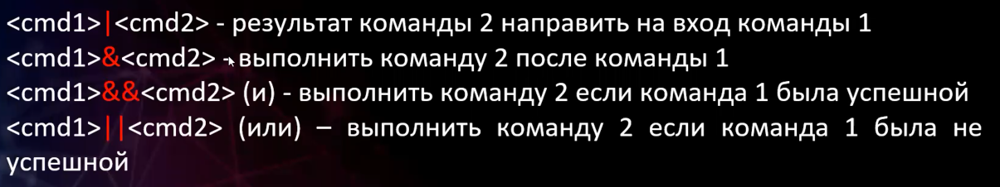 <cmd1>|<cmd2> - результат команды 2 направить на вход команды 1
<cmd1>&<cmd2> - выполнить команду 2 после команды 1
<cmd1>&&<cmd2> (и) - выполнить команду 2 если команда 1 была успешной
<cmd1>||<cmd2> (или) – выполнить команду 2 если команда 1 была не
успешной